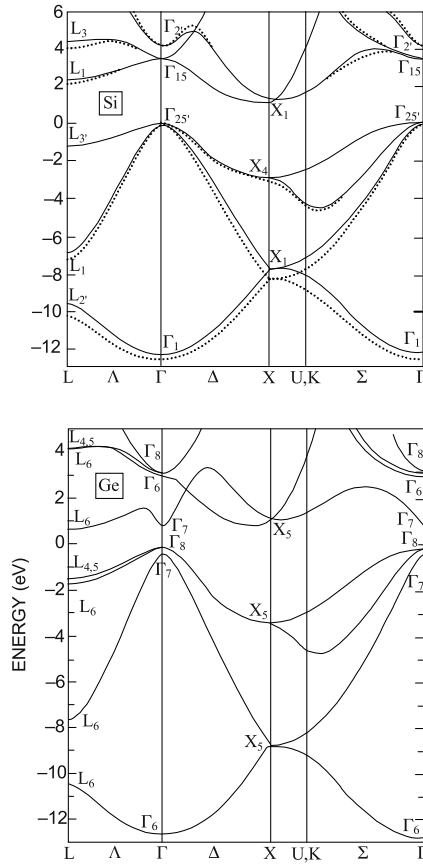 6
L₃ Γ₂' Γ₂'
4
L₁ Γ₁₅ Γ₁₅
2
Si X₁
0 Γ₂₅' Γ₂₅'
L₃'
−2
X₄
−4
−6
L₁ X₁
−8
L₂'
−10
Γ₁ Γ₁
−12
L Λ Γ Δ X U,K Σ Γ
ENERGY (eV)
4
L₄,₅ Γ₈ Γ₈
L₆ Γ₆ Γ₆
Ge
2
L₆ Γ₇ X₅ Γ₇
0 Γ₈ Γ₈
L₄,₅ Γ₇ Γ₇
−2
L₆ X₅
−4
−6
L₆
−8
X₅
−10
L₆
−12 Γ₆ Γ₆
L Λ Γ Δ X U,K Σ Γ